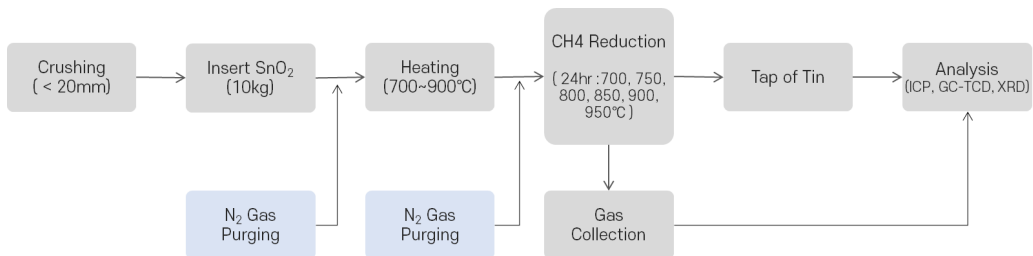 Crushing
( < 20mm)
Insert SnO₂
(10kg)
Heating
(700~900℃)
CH4 Reduction
( 24hr :700, 750,
800, 850, 900,
950℃ )
Tap of Tin
Analysis
(ICP, GC-TCD, XRD)
N₂ Gas
Purging
N₂ Gas
Purging
Gas
Collection